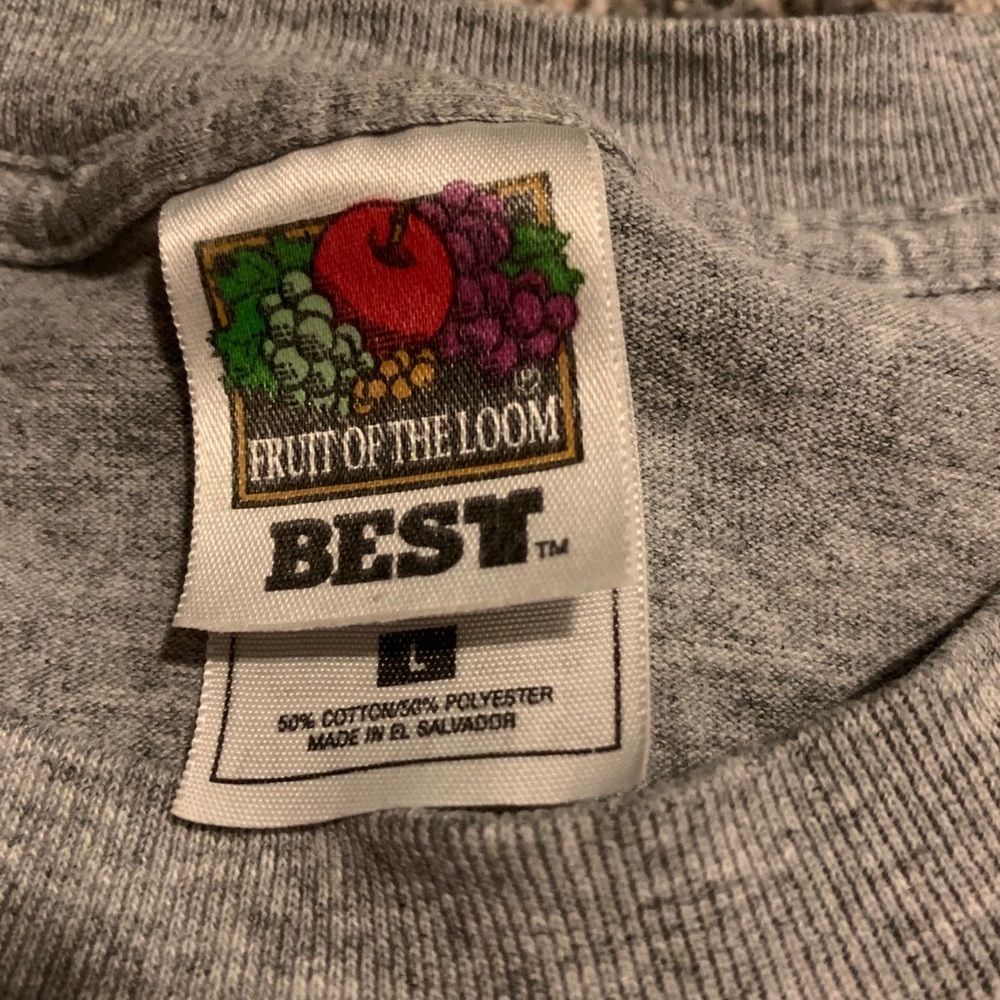 ®
FRUIT OF THE LOOM
BEST™
L
50% COTTON/50% POLYESTER
MADE IN EL SALVADOR